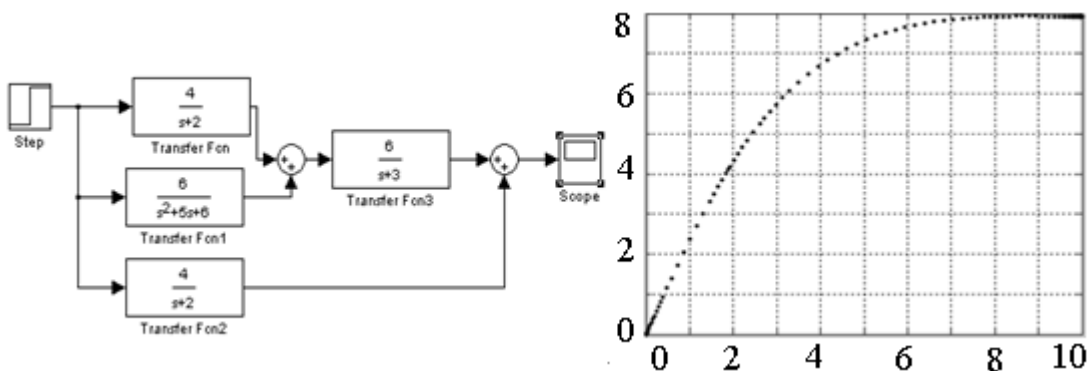 Step
4
s+2
Transfer Fcn
6
s²+5s+6
Transfer Fcn1
4
s+2
Transfer Fcn2
6
s+3
Transfer Fcn3
Scope
8
6
4
2
0
0 2 4 6 8 10